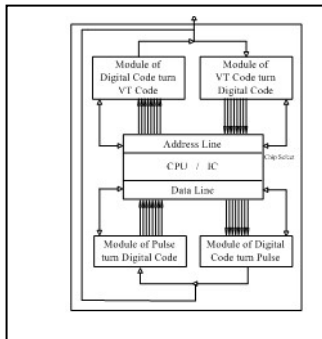 Module of
Digital Code turn
VT Code
Module of
VT Code turn
Digital Code
Address Line
Chip Select
CPU / IC
Data Line
Module of Pulse
turn Digital Code
Module of Digital
Code turn Pulse